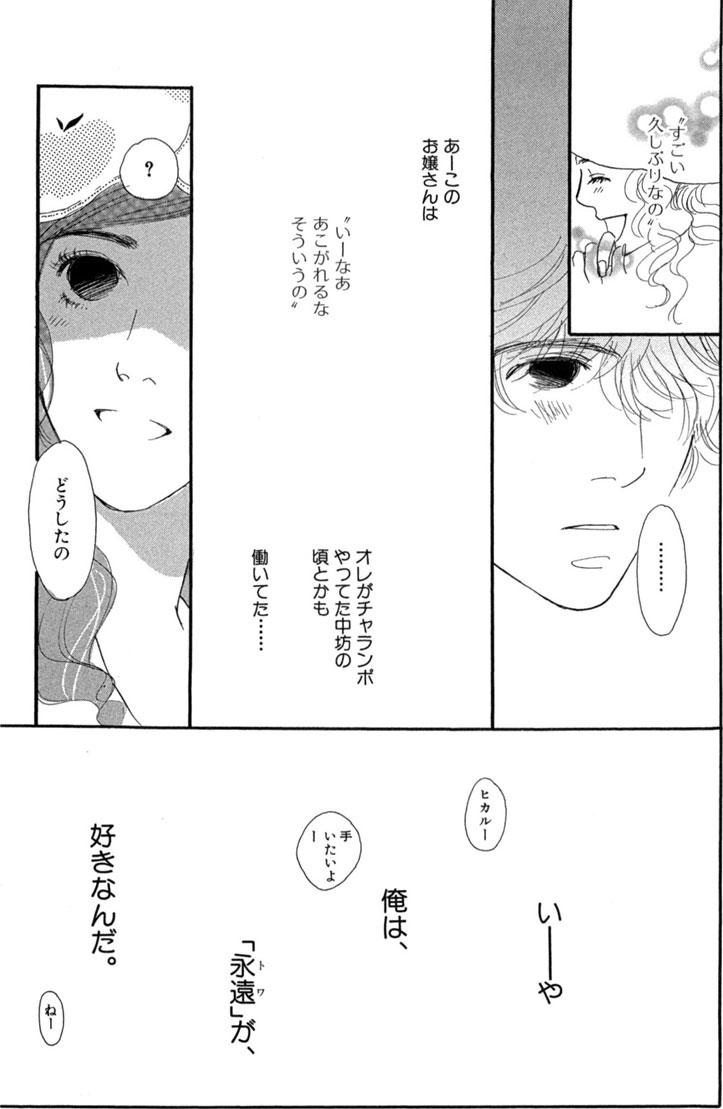 〝すごい
久しぶりなの〟
………
あーこの
お嬢さんは
〝いーなあ
あこがれるな
そういうの〟
オレがチャランポ
やってた中坊の
頃とかも
働いてた……
？
どうしたの
ヒカルー
いーや
俺は、
手
いたいよ
ー
「永遠」が、
トワ
好きなんだ。
ねー